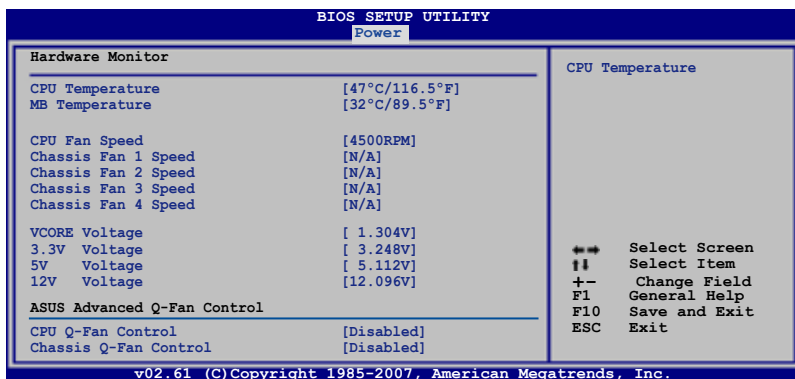 BIOS SETUP UTILITY
Power
Hardware Monitor
CPU Temperature [47°C/116.5°F]
MB Temperature [32°C/89.5°F]
CPU Fan Speed [4500RPM]
Chassis Fan 1 Speed [N/A]
Chassis Fan 2 Speed [N/A]
Chassis Fan 3 Speed [N/A]
Chassis Fan 4 Speed [N/A]
VCORE Voltage [ 1.304V]
3.3V Voltage [ 3.248V]
5V Voltage [ 5.112V]
12V Voltage [12.096V]
ASUS Advanced Q-Fan Control
CPU Q-Fan Control [Disabled]
Chassis Q-Fan Control [Disabled]
CPU Temperature
←→ Select Screen
↑↓ Select Item
+- Change Field
F1 General Help
F10 Save and Exit
ESC Exit
v02.61 (C)Copyright 1985-2007, American Megatrends, Inc.